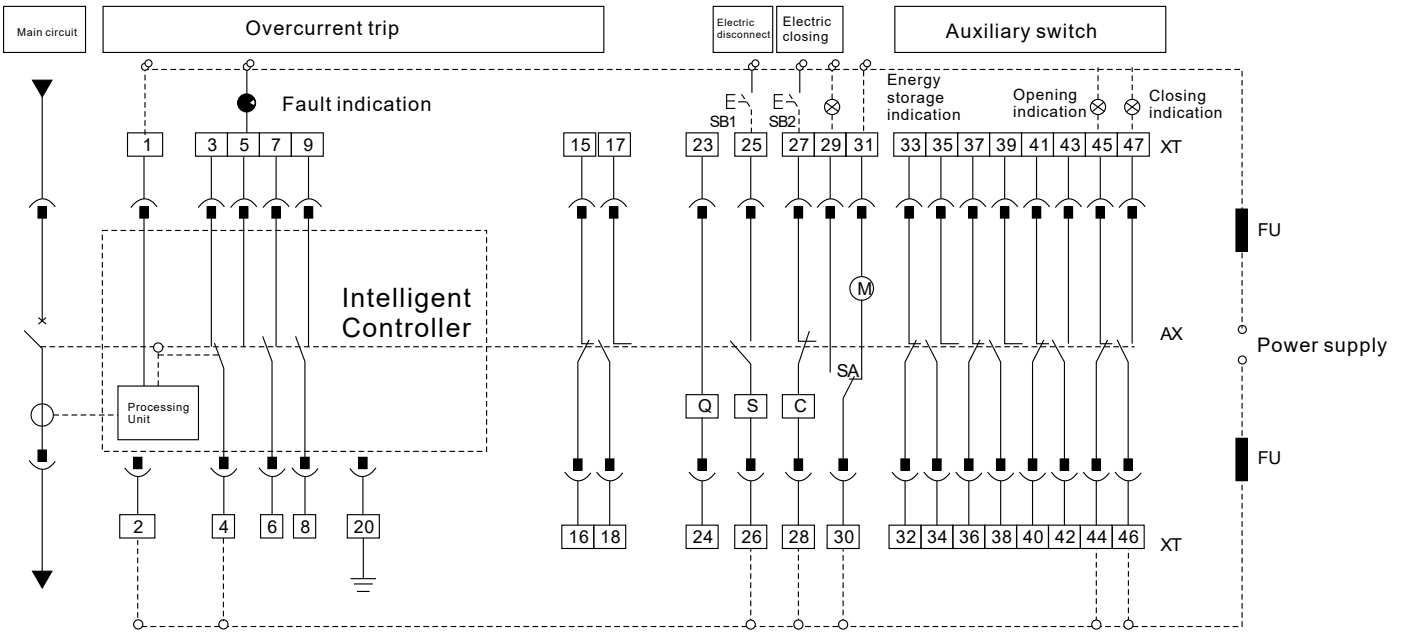 Main circuit
Overcurrent trip
Electric
disconnect
Electric
closing
Auxiliary switch
Fault indication
SB1
SB2
Energy
storage
indication
Opening
indication
Closing
indication
1 3 5 7 9 15 17 23 25 27 29 31 33 35 37 39 41 43 45 47 XT
FU
Intelligent
Controller
M
AX
Power supply
SA
Processing
Unit
Q S C
FU
2 4 6 8 20 16 18 24 26 28 30 32 34 36 38 40 42 44 46 XT